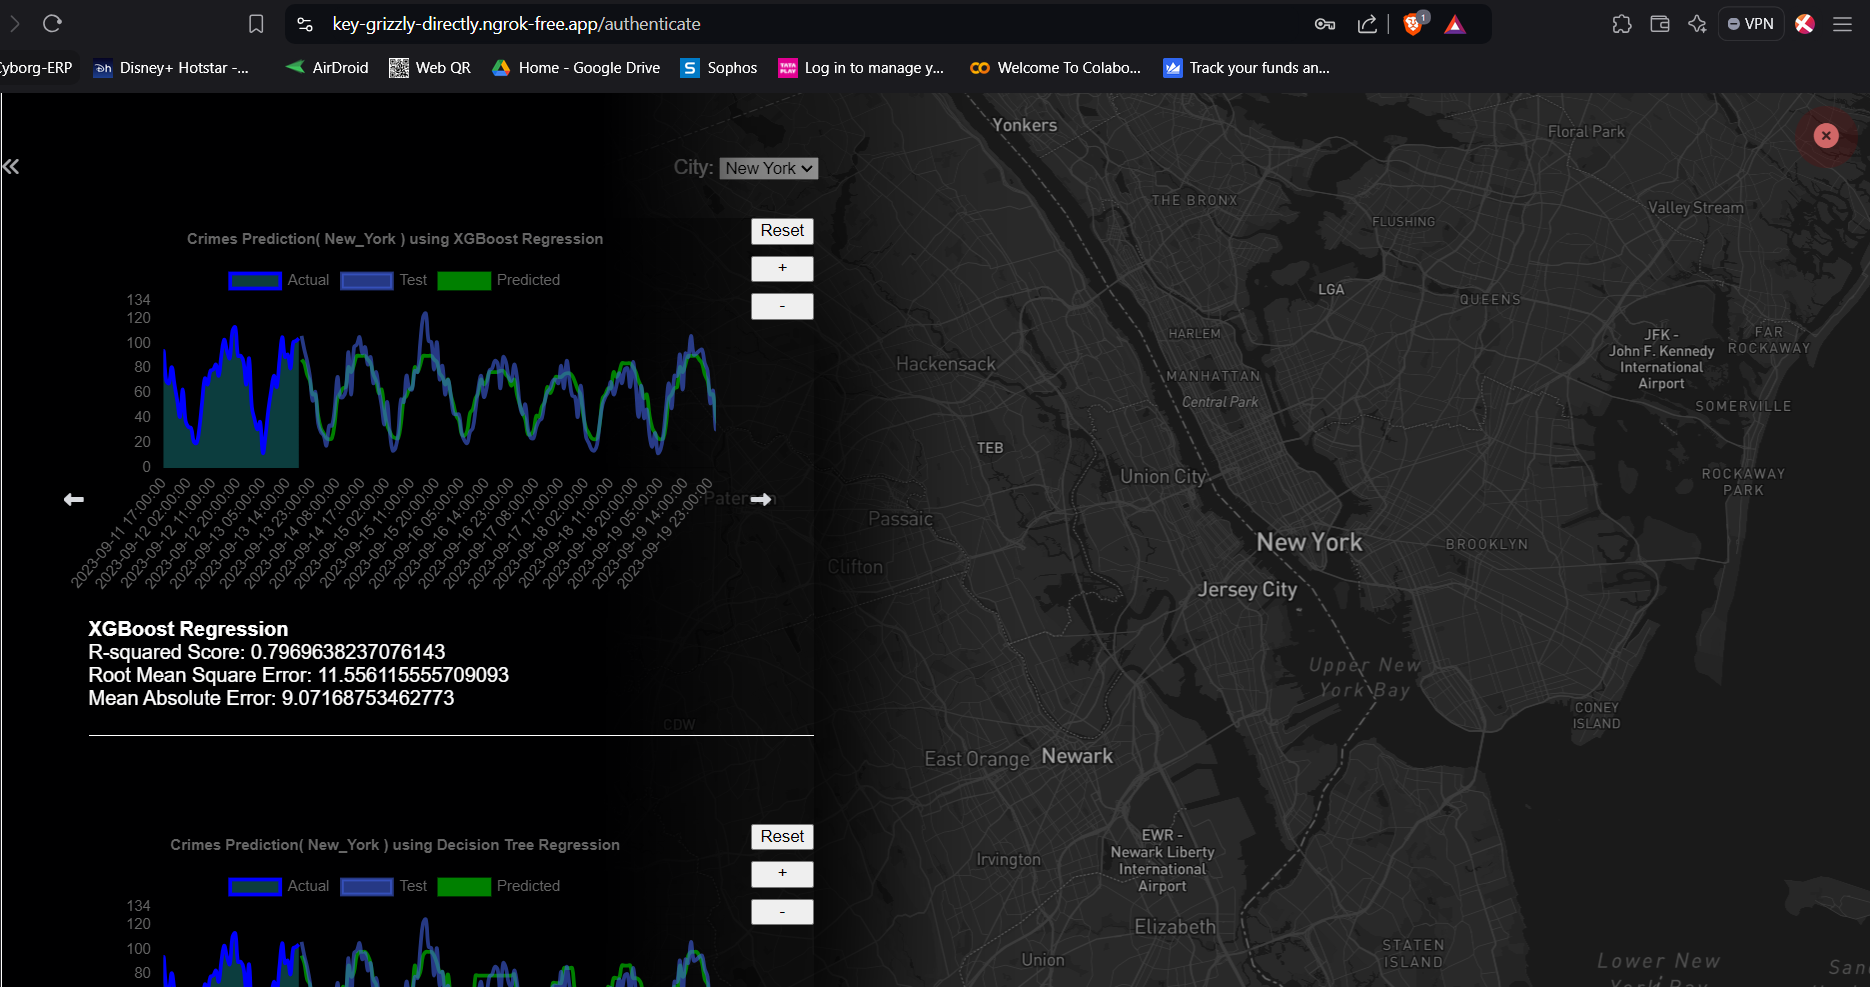 key-grizzly-directly.ngrok-free.app/authenticate
1
VPN
Cyborg-ERP
Disney+ Hotstar -...
AirDroid
Web QR
Home - Google Drive
Sophos
Log in to manage y...
Welcome To Colabo...
Track your funds an...
City: New York
Crimes Prediction( New_York ) using XGBoost Regression
Reset
+
-
Actual Test Predicted
134
120
100
80
60
40
20
0
2023-09-11 17:00:00
2023-09-12 02:00:00
2023-09-12 11:00:00
2023-09-12 20:00:00
2023-09-13 05:00:00
2023-09-13 14:00:00
2023-09-13 23:00:00
2023-09-14 08:00:00
2023-09-14 17:00:00
2023-09-15 02:00:00
2023-09-15 11:00:00
2023-09-15 20:00:00
2023-09-16 05:00:00
2023-09-16 14:00:00
2023-09-16 23:00:00
2023-09-17 08:00:00
2023-09-17 17:00:00
2023-09-18 02:00:00
2023-09-18 11:00:00
2023-09-18 20:00:00
2023-09-19 05:00:00
2023-09-19 14:00:00
2023-09-19 23:00:00
XGBoost Regression
R-squared Score: 0.7969638237076143
Root Mean Square Error: 11.556115555709093
Mean Absolute Error: 9.07168753462773
Crimes Prediction( New_York ) using Decision Tree Regression
Reset
+
-
Actual Test Predicted
134
120
100
80
Yonkers
Floral Park
THE BRONX
Valley Stream
FLUSHING
LGA
QUEENS
HARLEM
JFK -
John F. Kennedy
International
Airport
FAR
ROCKAWAY
Hackensack
MANHATTAN
Central Park
SOMERVILLE
TEB
Union City
ROCKAWAY
PARK
Paterson
Passaic
New York
BROOKLYN
Clifton
Jersey City
Upper New
York Bay
CONEY
ISLAND
CDW
East Orange
Newark
EWR -
Newark Liberty
International
Airport
Irvington
Elizabeth
STATEN
ISLAND
Union
Lower New
York Bay